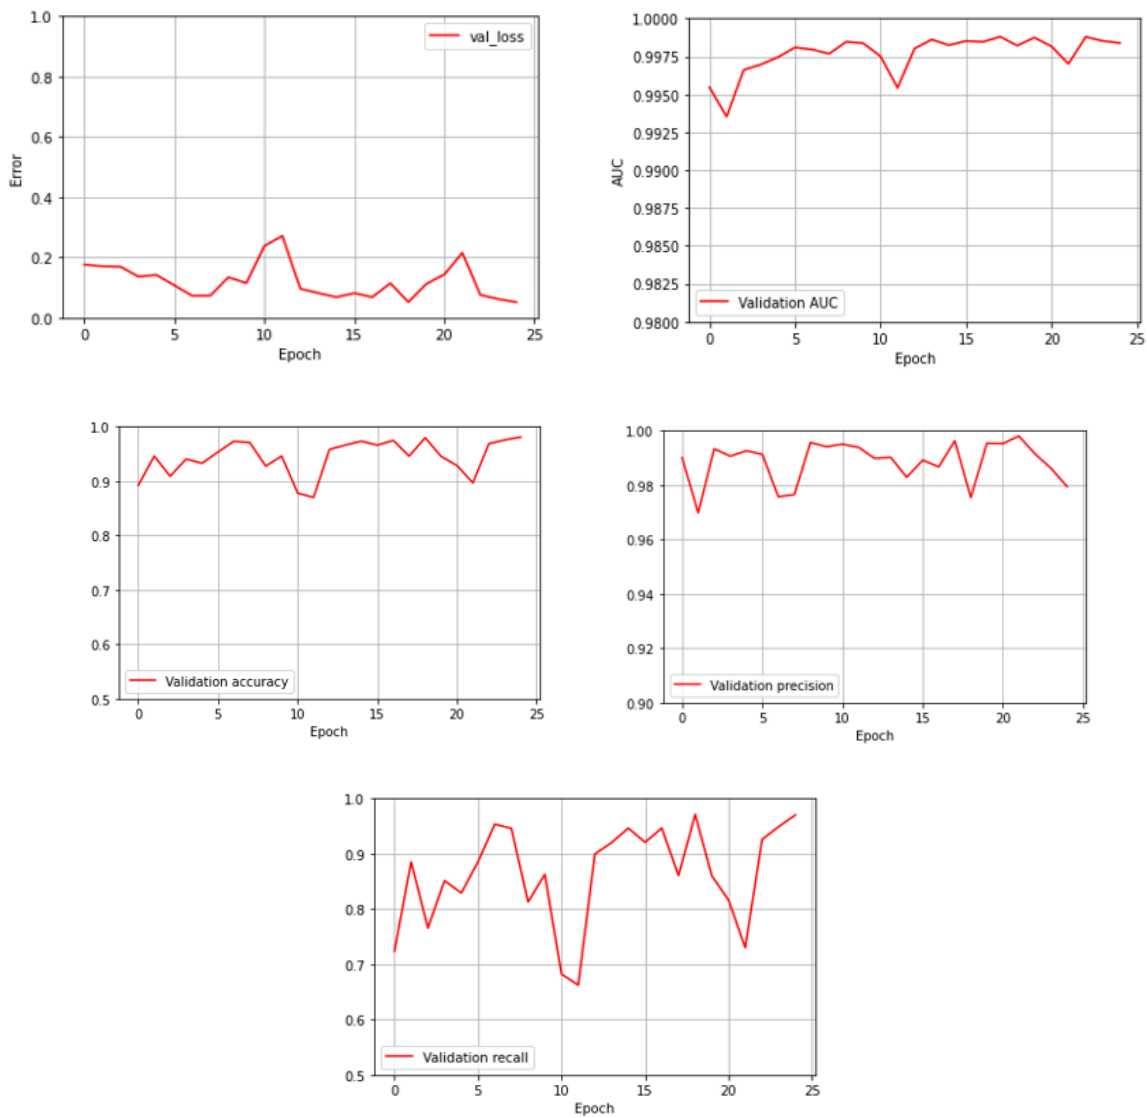 1.0
0.8
0.6
0.4
0.2
0.0
Error
val_loss
0 5 10 15 20 25
Epoch
1.0000
0.9975
0.9950
0.9925
0.9900
0.9875
0.9850
0.9825
0.9800
AUC
Validation AUC
0 5 10 15 20 25
Epoch
1.0
0.9
0.8
0.7
0.6
0.5
Validation accuracy
0 5 10 15 20 25
Epoch
1.00
0.98
0.96
0.94
0.92
0.90
Validation precision
0 5 10 15 20 25
Epoch
1.0
0.9
0.8
0.7
0.6
0.5
Validation recall
0 5 10 15 20 25
Epoch